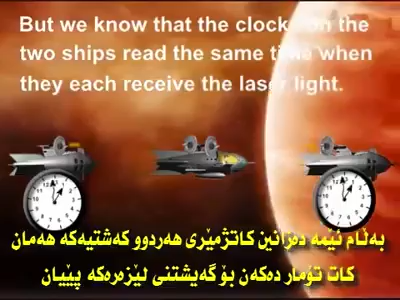 But we know that the clocks on the
two ships read the same time when
they each receive the laser light.
بەڵام ئێمە دەزانین کاتژمێری هەردوو کەشتیەکە هەمان
کات تۆمار دەکەن بۆ گەیشتنی لێزەرەکە پێیان